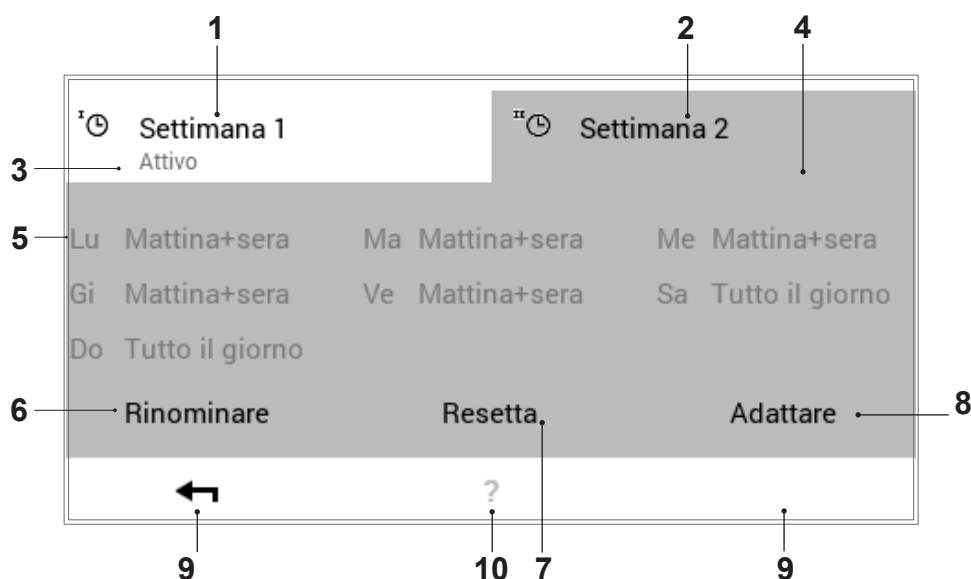 1 2 4
I Settimana 1 II Settimana 2
3 Attivo
5 Lu Mattina+sera Ma Mattina+sera Me Mattina+sera
Gi Mattina+sera Ve Mattina+sera Sa Tutto il giorno
Do Tutto il giorno
6 Rinominare Resetta Adattare 8
?
9 10 7 9